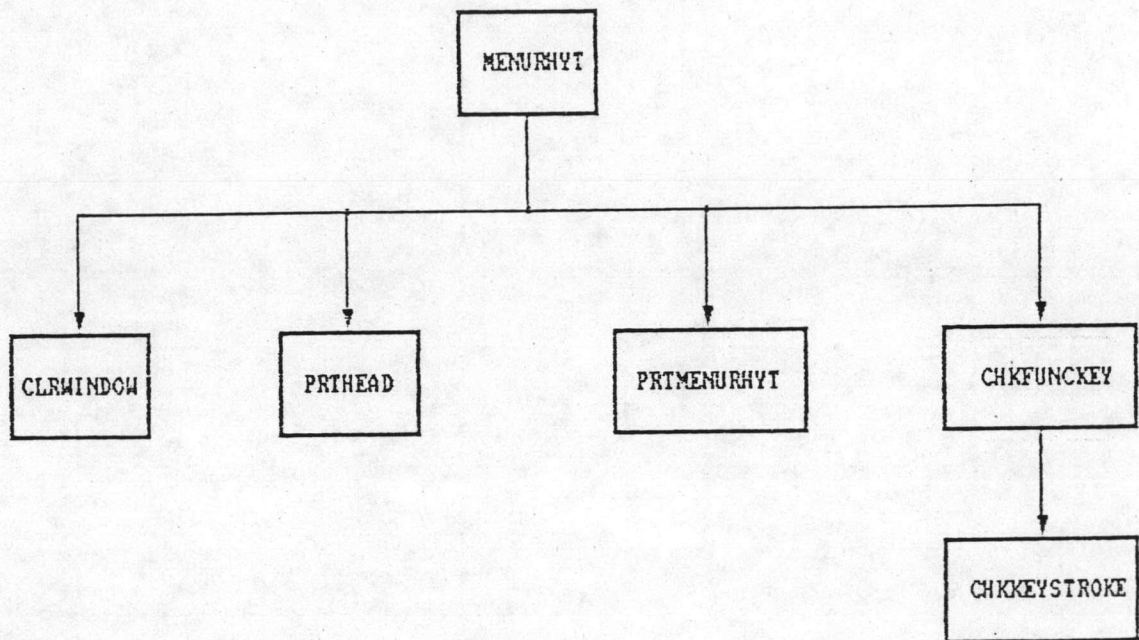 MENURHYT
CLRWINDOW
PRTHEAD
PRTMENURHYT
CHKFUNCKEY
CHKKEYSTROKE